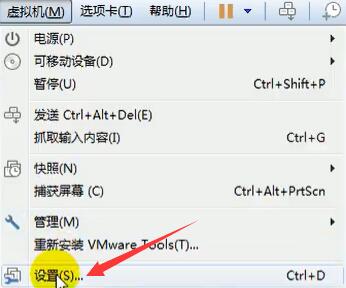 虚拟机(M) 选项卡(T) 帮助(H)
电源(P)
可移动设备(D)
暂停(U) Ctrl+Shift+P
发送 Ctrl+Alt+Del(E)
抓取输入内容(I) Ctrl+G
快照(N)
捕获屏幕 (C) Ctrl+Alt+PrtScn
管理(M)
重新安装 VMware Tools(T)...
设置(S)... Ctrl+D